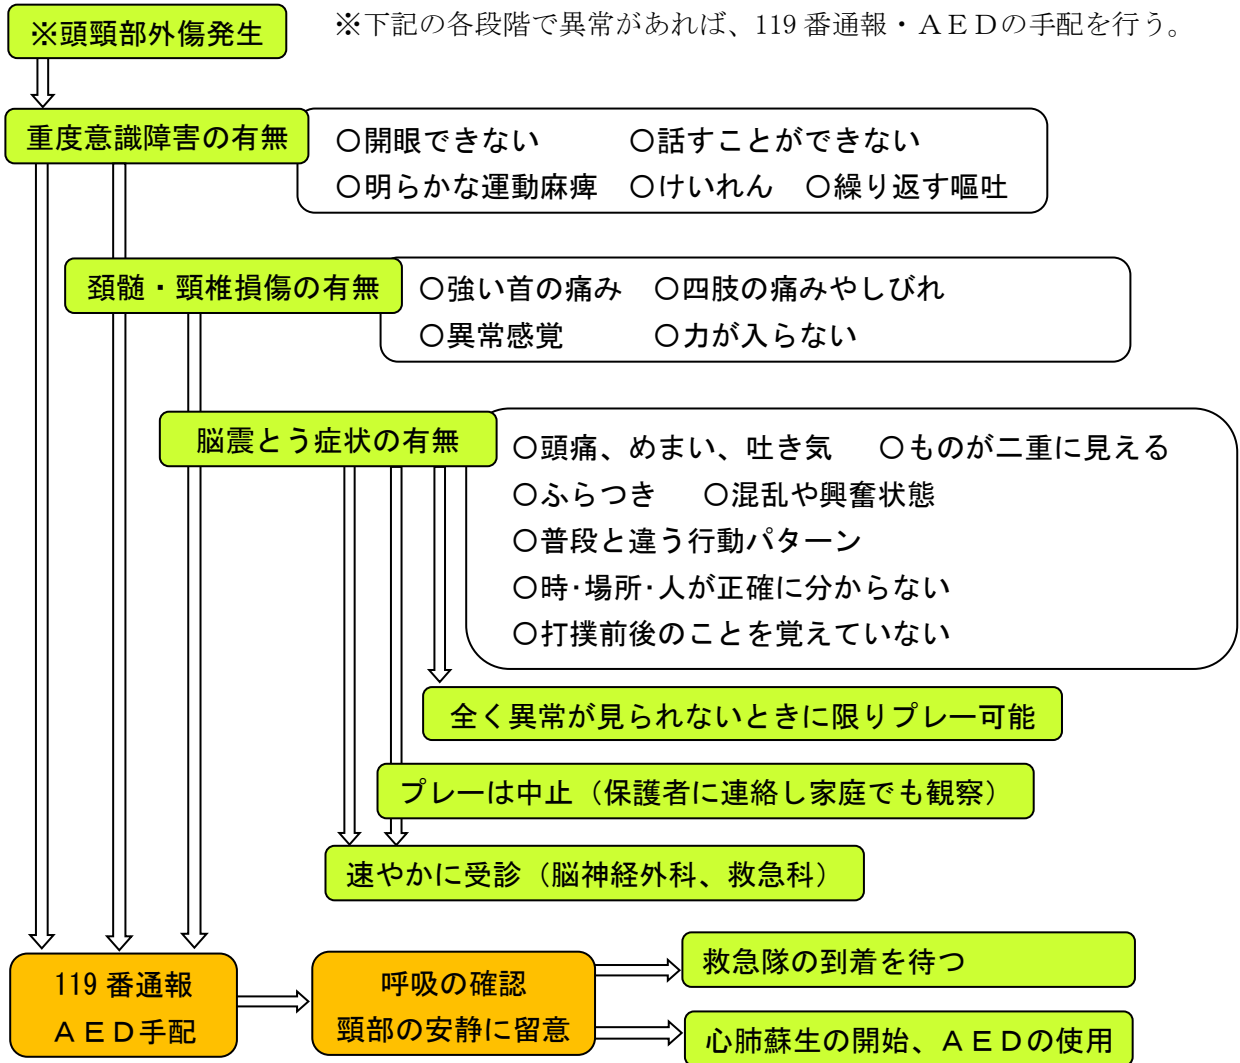 ※頭頸部外傷発生
※下記の各段階で異常があれば、119番通報・ＡＥＤの手配を行う。
重度意識障害の有無
○開眼できない ○話すことができない
○明らかな運動麻痺 ○けいれん ○繰り返す嘔吐
頚髄・頸椎損傷の有無
○強い首の痛み ○四肢の痛みやしびれ
○異常感覚 ○力が入らない
脳震とう症状の有無
○頭痛、めまい、吐き気 ○ものが二重に見える
○ふらつき ○混乱や興奮状態
○普段と違う行動パターン
○時･場所･人が正確に分からない
○打撲前後のことを覚えていない
全く異常が見られないときに限りプレー可能
プレーは中止（保護者に連絡し家庭でも観察）
速やかに受診（脳神経外科、救急科）
119番通報
ＡＥＤ手配
呼吸の確認
頸部の安静に留意
救急隊の到着を待つ
心肺蘇生の開始、ＡＥＤの使用